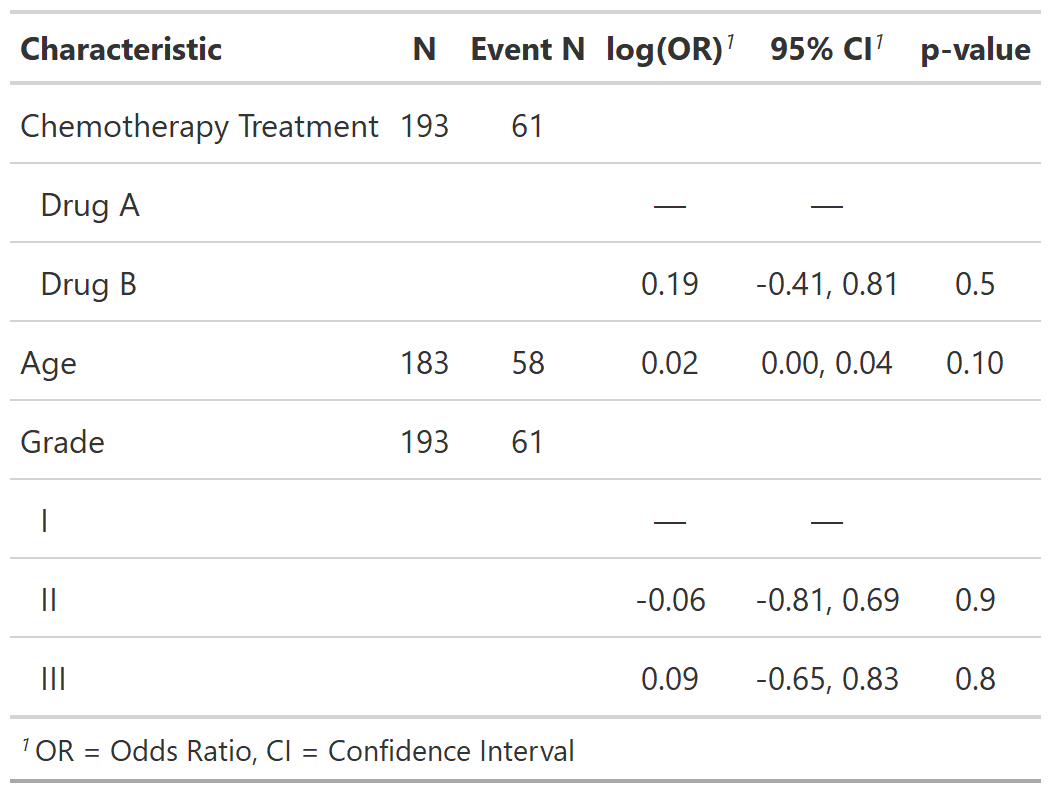 Characteristic N Event N log(OR)1 95% CI1 p-value
Chemotherapy Treatment 193 61
Drug A — —
Drug B 0.19 -0.41, 0.81 0.5
Age 183 58 0.02 0.00, 0.04 0.10
Grade 193 61
I — —
II -0.06 -0.81, 0.69 0.9
III 0.09 -0.65, 0.83 0.8
1 OR = Odds Ratio, CI = Confidence Interval